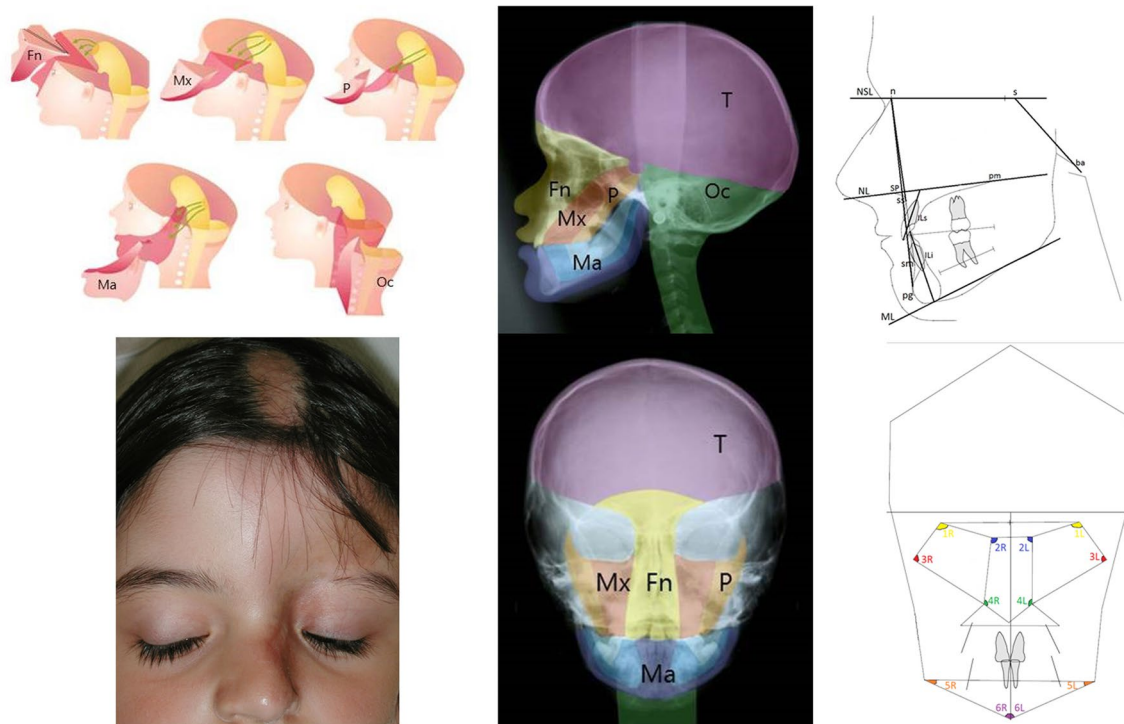 Fn
Mx
P
Ma
Oc
T
Fn
P
Oc
Mx
Ma
NSL n s
ba
pm
NL SP
ss
ILs
sm ILi
pg
ML
T
Mx Fn P
Ma
1R 1L
2R 2L
3R 3L
4R 4L
5R 5L
6R 6L